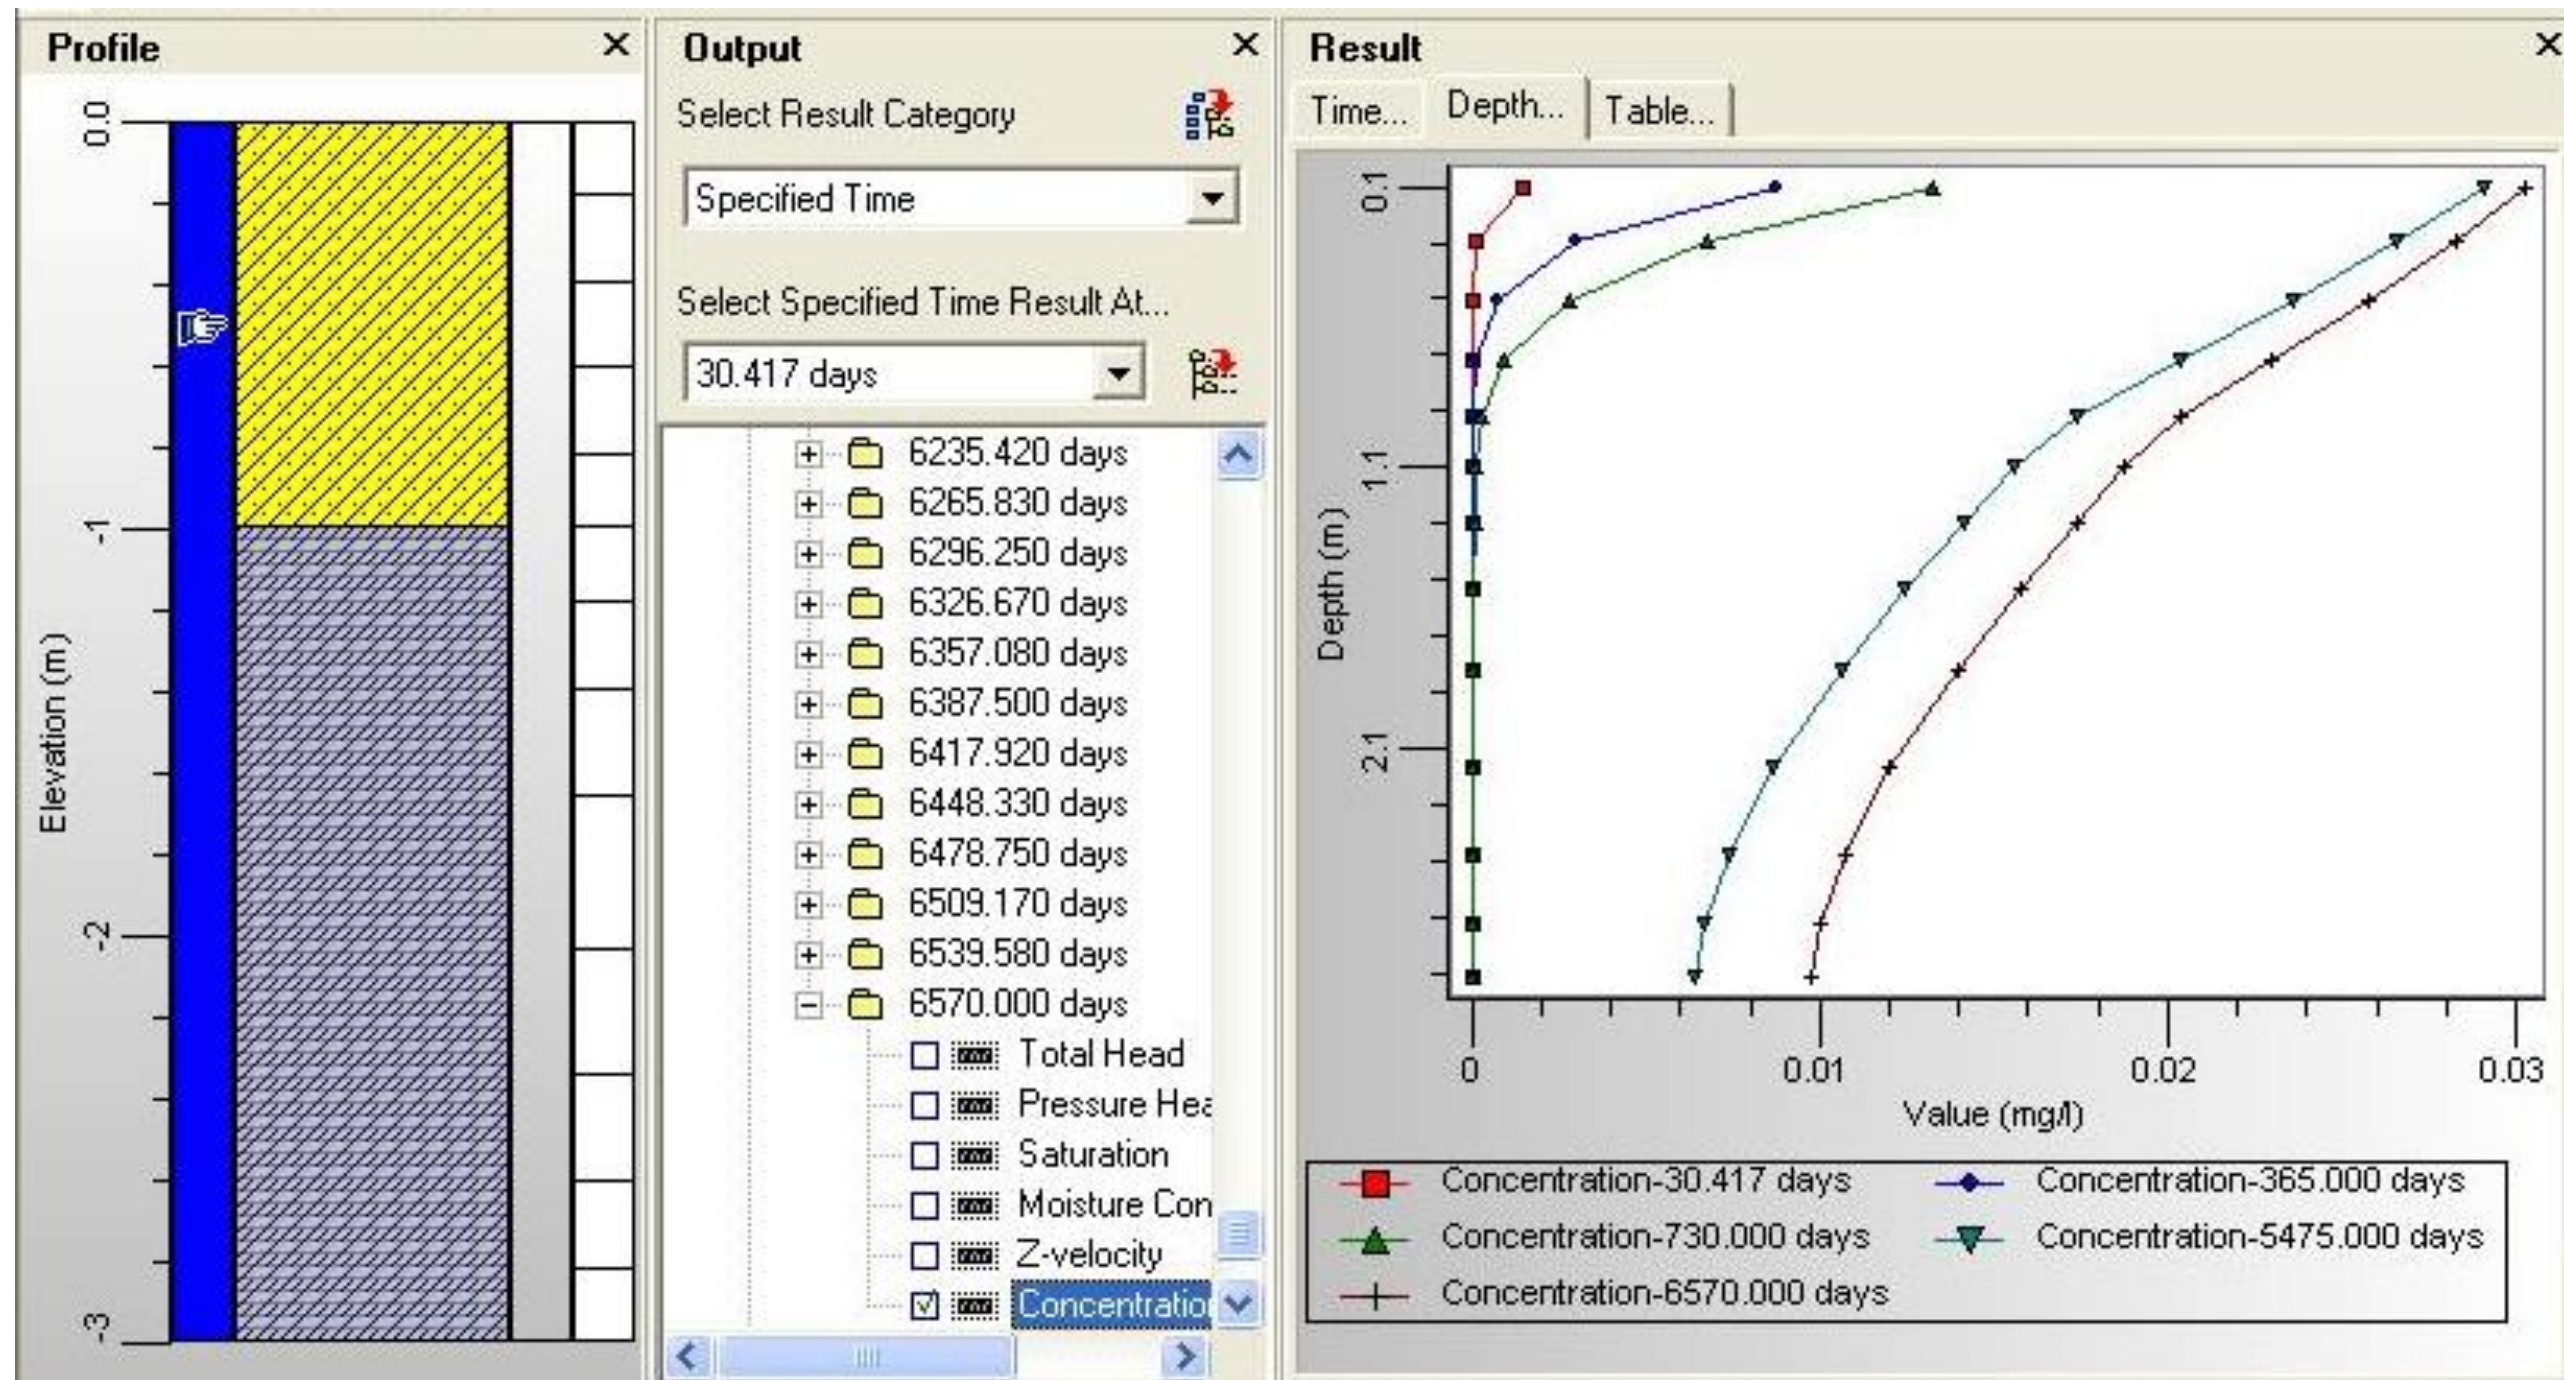 Profile
0.0
-1
-2
-3
Elevation (m)
Output
Select Result Category
Specified Time
Select Specified Time Result At...
30.417 days
6235.420 days
6265.830 days
6296.250 days
6326.670 days
6357.080 days
6387.500 days
6417.920 days
6448.330 days
6478.750 days
6509.170 days
6539.580 days
6570.000 days
Total Head
Pressure Hea
Saturation
Moisture Con
Z-velocity
Concentratio
Result
Time... Depth... Table...
0.1
1.1
2.1
Depth (m)
0 0.01 0.02 0.03
Value (mg/l)
Concentration-30.417 days Concentration-365.000 days
Concentration-730.000 days Concentration-5475.000 days
Concentration-6570.000 days